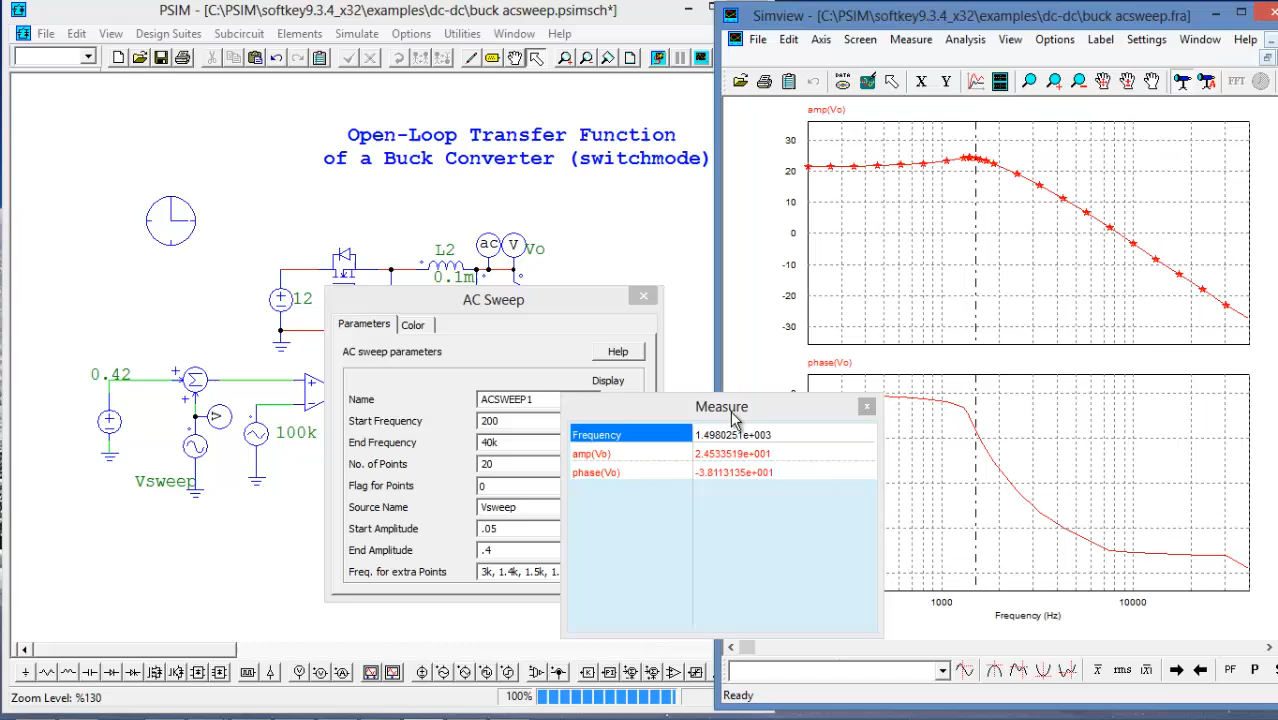 PSIM - [C:\PSIM\softkey9.3.4_x32\examples\dc-dc\buck acsweep.psimsch*]
File Edit View Design Suites Subcircuit Elements Simulate Options Utilities Window Help
Open-Loop Transfer Function
of a Buck Converter (switchmode)
L2
ac
V
Vo
0.1m
12
0.42
V
100k
Vsweep
AC Sweep
Parameters
Color
AC sweep parameters
Help
Display
Name
ACSWEEP1
Start Frequency
200
End Frequency
40k
No. of Points
20
Flag for Points
0
Source Name
Vsweep
Start Amplitude
.05
End Amplitude
.4
Freq. for extra Points
3k, 1.4k, 1.5k, 1.
Measure
Frequency
1.4980251e+003
amp(Vo)
2.4533519e+001
phase(Vo)
-3.8113135e+001
Zoom Level: %130
100%
Simview - [C:\PSIM\softkey9.3.4_x32\examples\dc-dc\buck acsweep.fra]
File Edit Axis Screen Measure Analysis View Options Label Settings Window Help
DATA
X
Y
FFT
amp(Vo)
30
20
10
0
-10
-20
-30
phase(Vo)
1000
10000
Frequency (Hz)
rms
PF
P
Ready